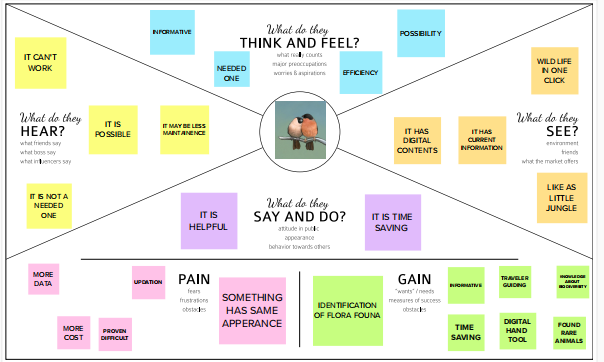 What do they
THINK AND FEEL?
what really counts
major preoccupations
worries & aspirations
INFORMATIVE
NEEDED
ONE
EFFICIENCY
POSSIBILITY
What do they
HEAR?
what friends say
what boss say
what influencers say
IT CAN'T
WORK
IT IS
POSSIBLE
IT MAY BE LESS
MAINTAINENCE
IT IS NOT A
NEEDED
ONE
What do they
SEE?
environment
friends
what the market offers
WILD LIFE
IN ONE
CLICK
IT HAS
DIGITAL
CONTENTS
IT HAS
CURRENT
INFORMATION
LIKE AS
LITTLE
JUNGLE
What do they
SAY AND DO?
attitude in public
appearance
behavior towards others
IT IS
HELPFUL
IT IS TIME
SAVING
PAIN
fears
frustrations
obstacles
MORE
DATA
UPDATION
MORE
COST
PROVEN
DIFFICULT
SOMETHING
HAS SAME
APPERANCE
GAIN
"wants" / needs
measures of success
obstacles
IDENTIFICATION
OF FLORA FOUNA
INFORMATIVE
TRAVELER
GUIDING
KNOWLEDGE
ABOUT
BIODIVERSITY
TIME
SAVING
DIGITAL
HAND
TOOL
FOUND
RARE
ANIMALS